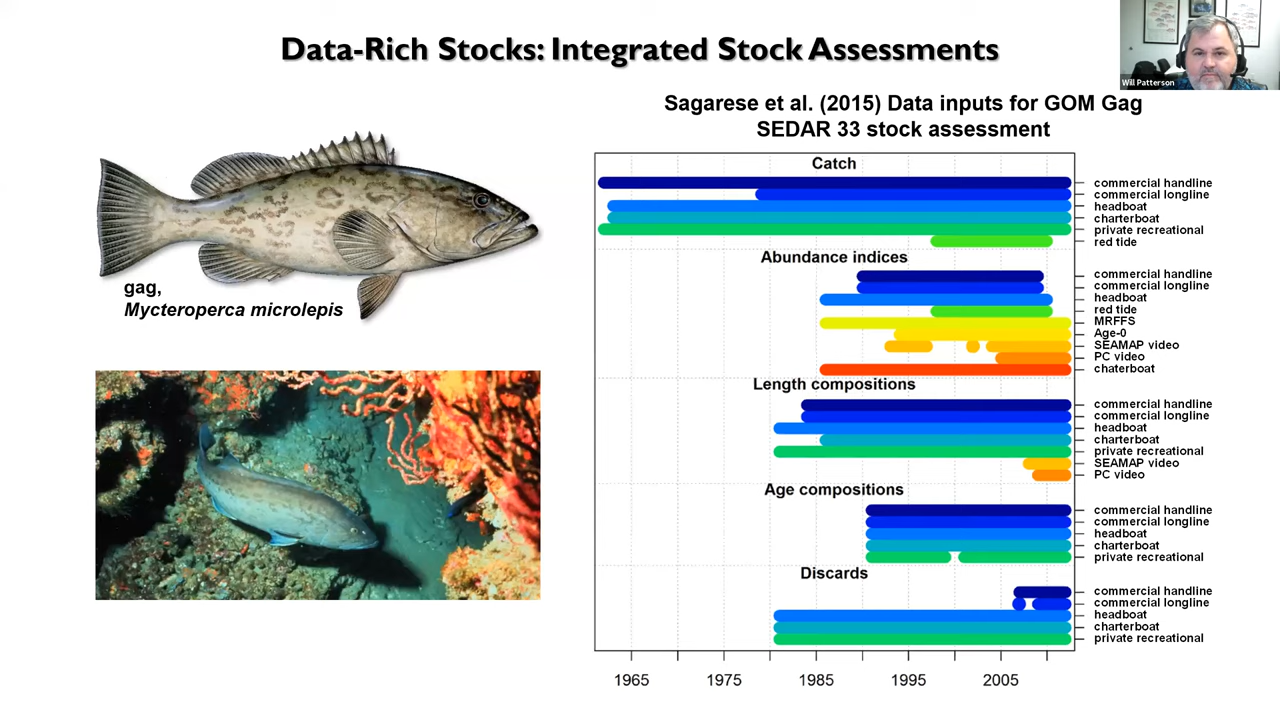 Data-Rich Stocks: Integrated Stock Assessments
Will Patterson
Sagarese et al. (2015) Data inputs for GOM Gag
SEDAR 33 stock assessment
gag,
Mycteroperca microlepis
Catch
commercial handline
commercial longline
headboat
charterboat
private recreational
red tide
Abundance indices
commercial handline
commercial longline
headboat
red tide
MRFFS
Age-0
SEAMAP video
PC video
chaterboat
Length compositions
commercial handline
commercial longline
headboat
charterboat
private recreational
SEAMAP video
PC video
Age compositions
commercial handline
commercial longline
headboat
charterboat
private recreational
Discards
commercial handline
commercial longline
headboat
charterboat
private recreational
1965 1975 1985 1995 2005